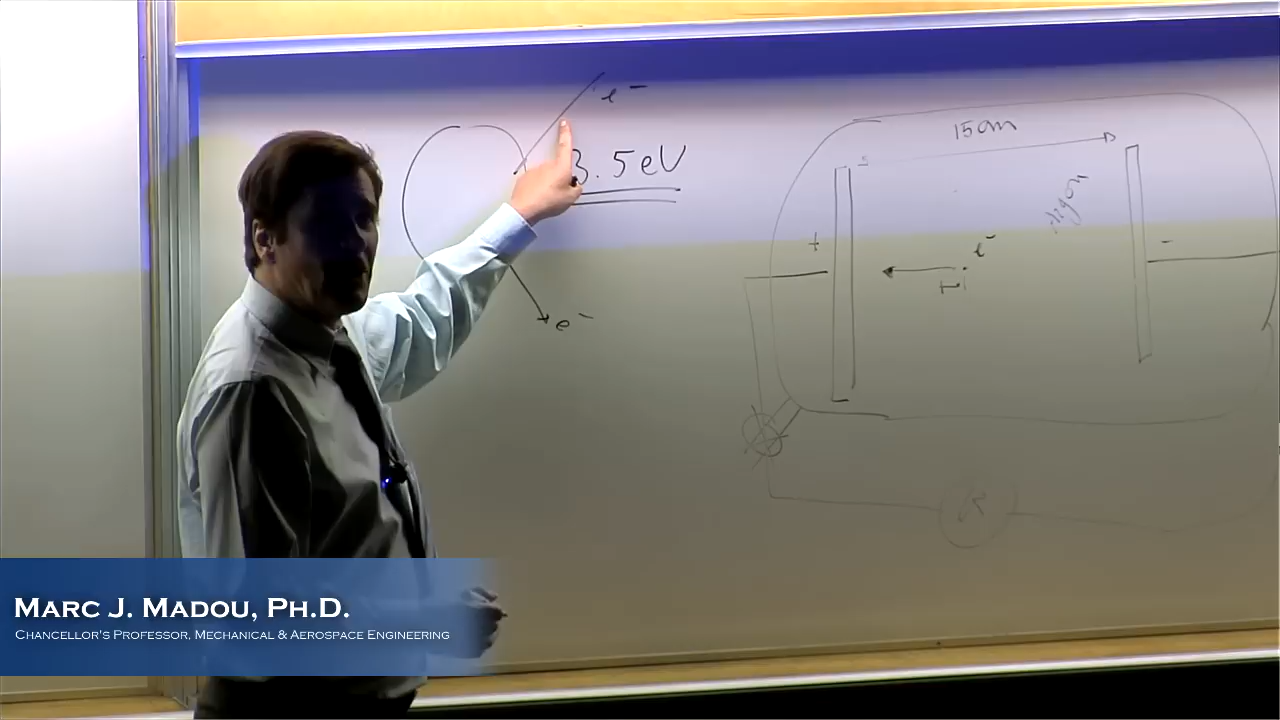 e⁻
3.5eV
e⁻
15cm
Argon
+
-
e⁻
MARC J. MADOU, PH.D.
CHANCELLOR'S PROFESSOR, MECHANICAL & AEROSPACE ENGINEERING